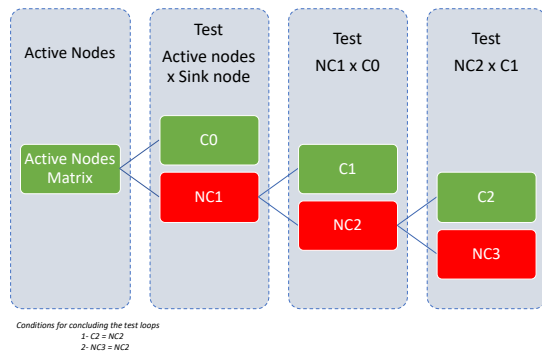 Active Nodes
Test
Active nodes
x Sink node
Test
NC1 x C0
Test
NC2 x C1
Active Nodes
Matrix
C0
NC1
C1
NC2
C2
NC3
Conditions for concluding the test loops
1- C2 = NC2
2- NC3 = NC2